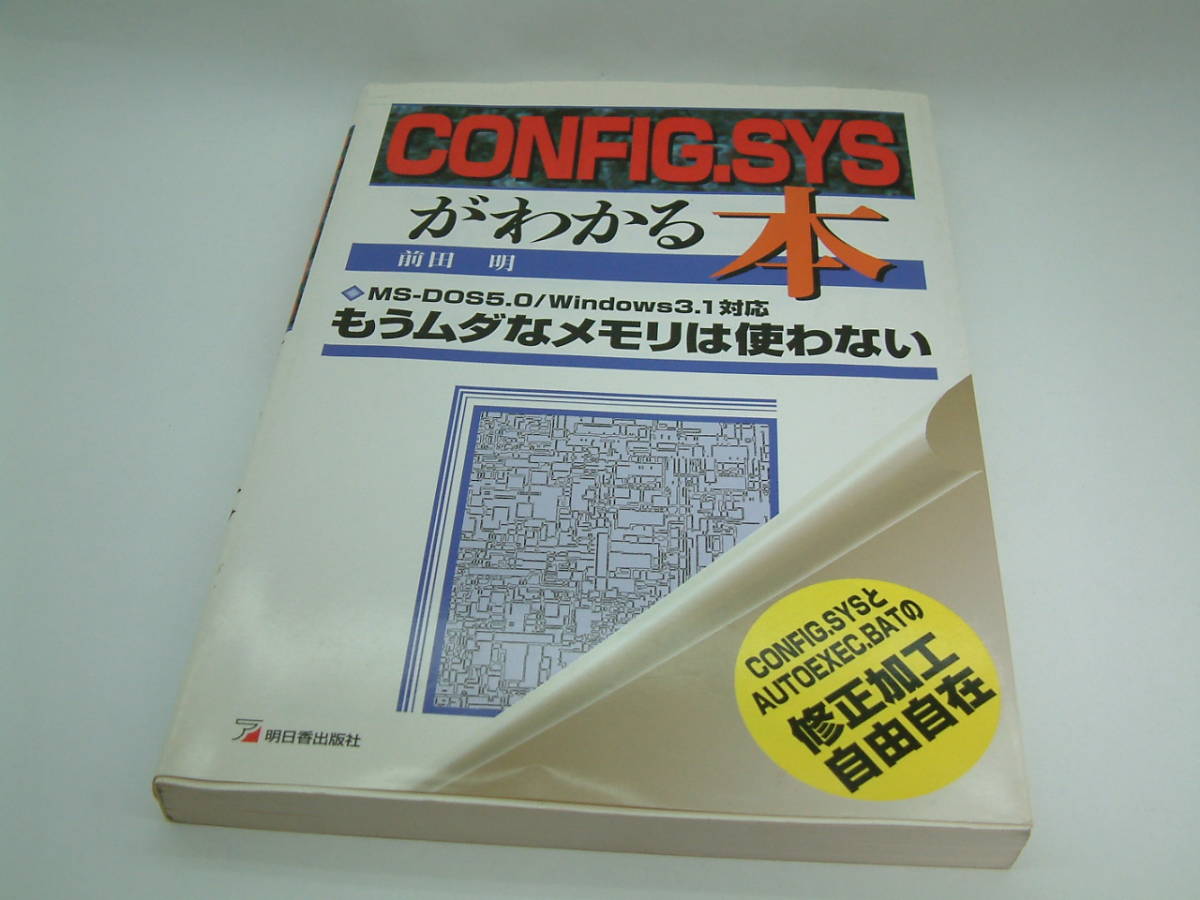 CONFIG.SYS
がわかる本
前田 明
MS-DOS5.0/Windows3.1対応
もうムダなメモリは使わない
CONFIG.SYSと
AUTOEXEC.BATの
修正加工
自由自在
ア 明日香出版社